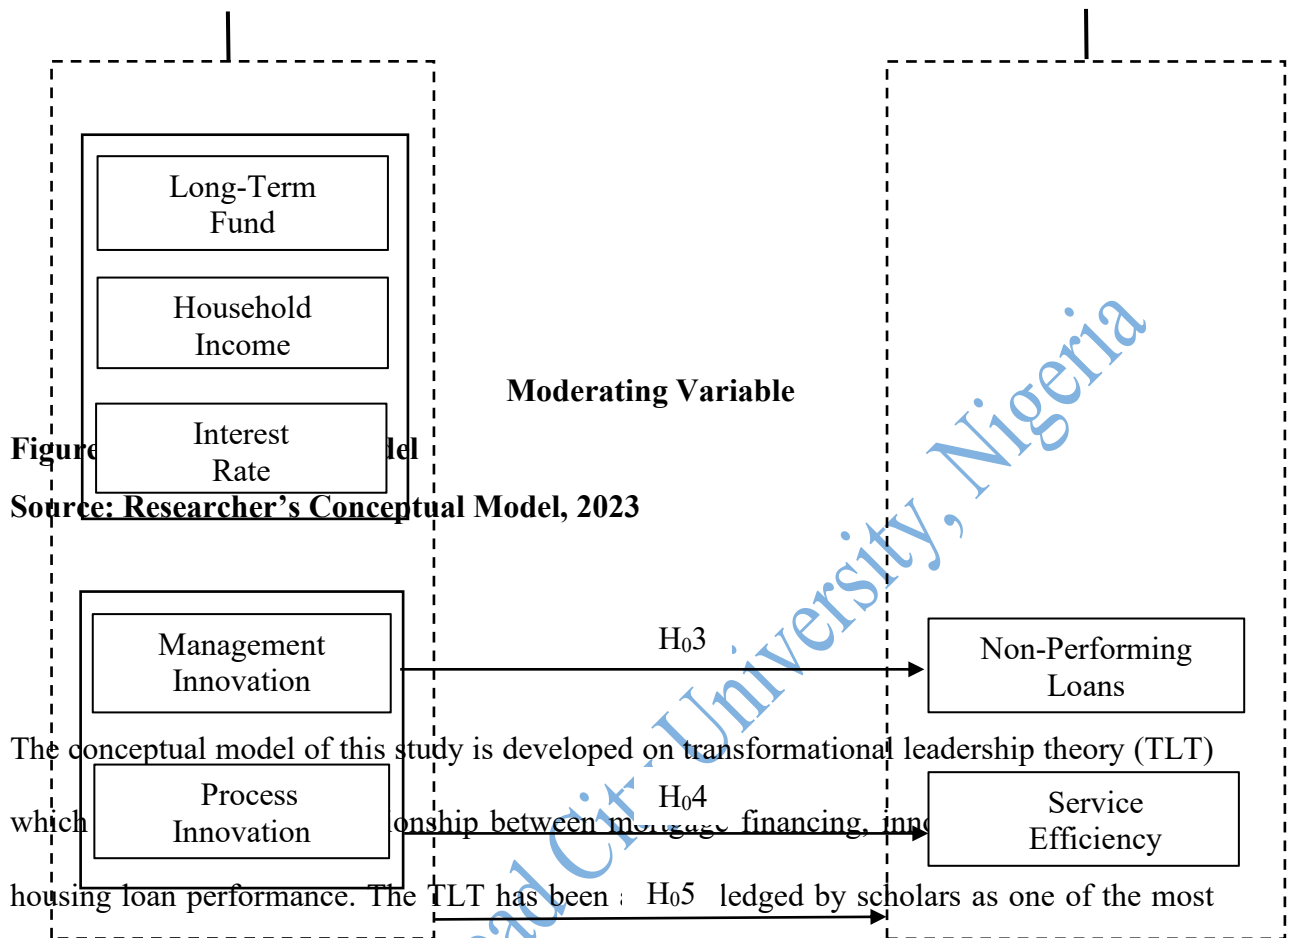 Long-Term
Fund
Household
Income
Moderating Variable
Interest
Rate
Figure
Source: Researcher’s Conceptual Model, 2023
Management
Innovation
H₀3
Non-Performing
Loans
The conceptual model of this study is developed on transformational leadership theory (TLT)
Process
Innovation
H₀4
Service
Efficiency
which between mortgage financing,
housing loan performance. The TLT has been H₀5 by scholars as one of the most
City University, Nigeria